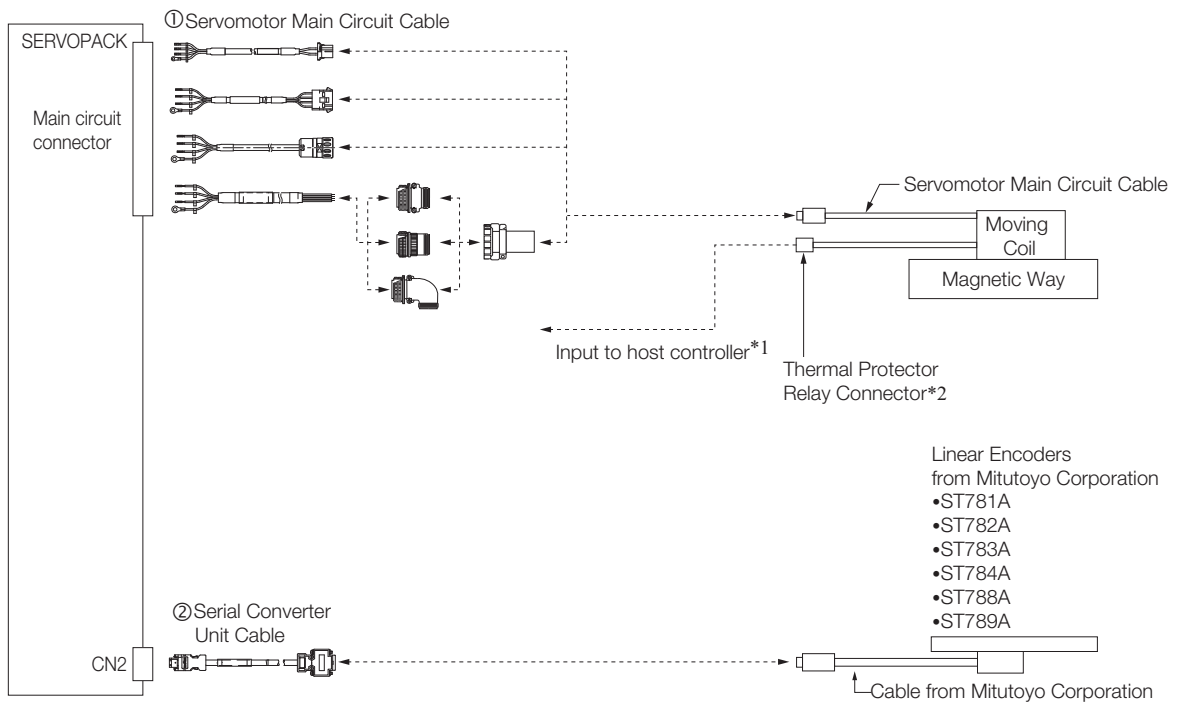 ①Servomotor Main Circuit Cable
SERVOPACK
Main circuit
connector
Servomotor Main Circuit Cable
Moving
Coil
Magnetic Way
Input to host controller*1
Thermal Protector
Relay Connector*2
Linear Encoders
from Mitutoyo Corporation
•ST781A
•ST782A
•ST783A
•ST784A
•ST788A
•ST789A
②Serial Converter
Unit Cable
CN2
Cable from Mitutoyo Corporation